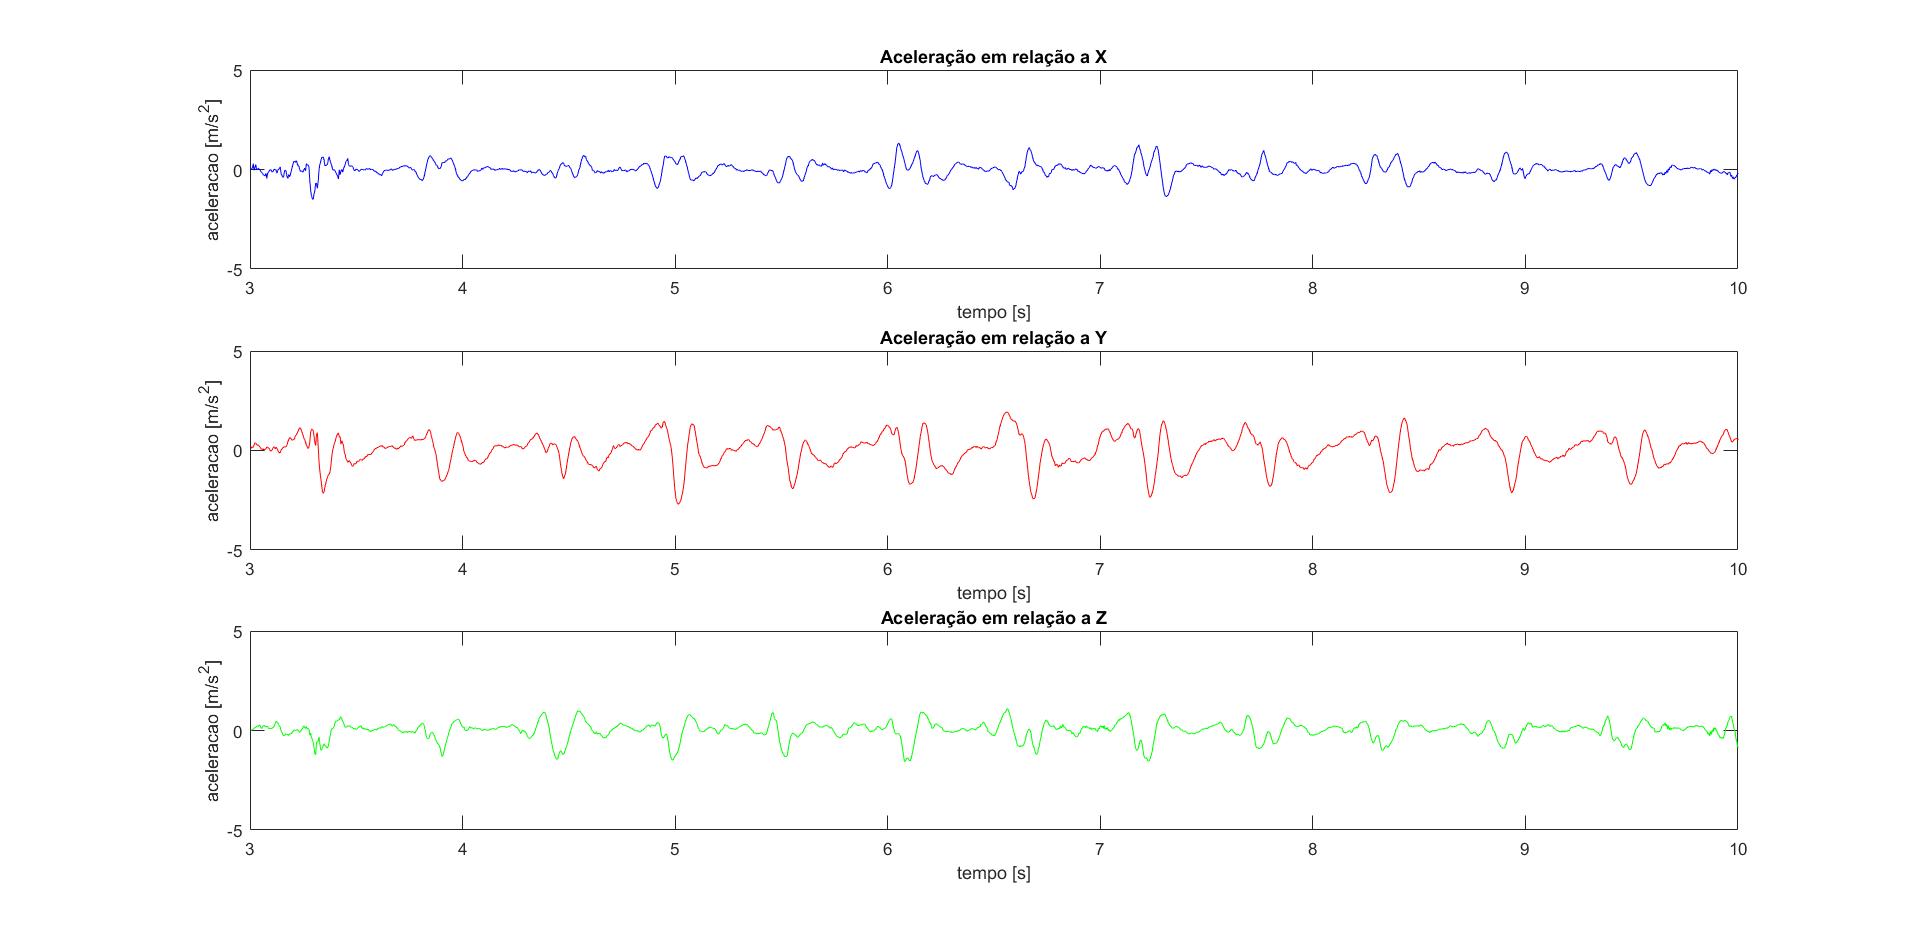 Aceleração em relação a X
5
0
-5
aceleracao [m/s²]
3 4 5 6 7 8 9 10
tempo [s]
Aceleração em relação a Y
5
0
-5
aceleracao [m/s²]
3 4 5 6 7 8 9 10
tempo [s]
Aceleração em relação a Z
5
0
-5
aceleracao [m/s²]
3 4 5 6 7 8 9 10
tempo [s]